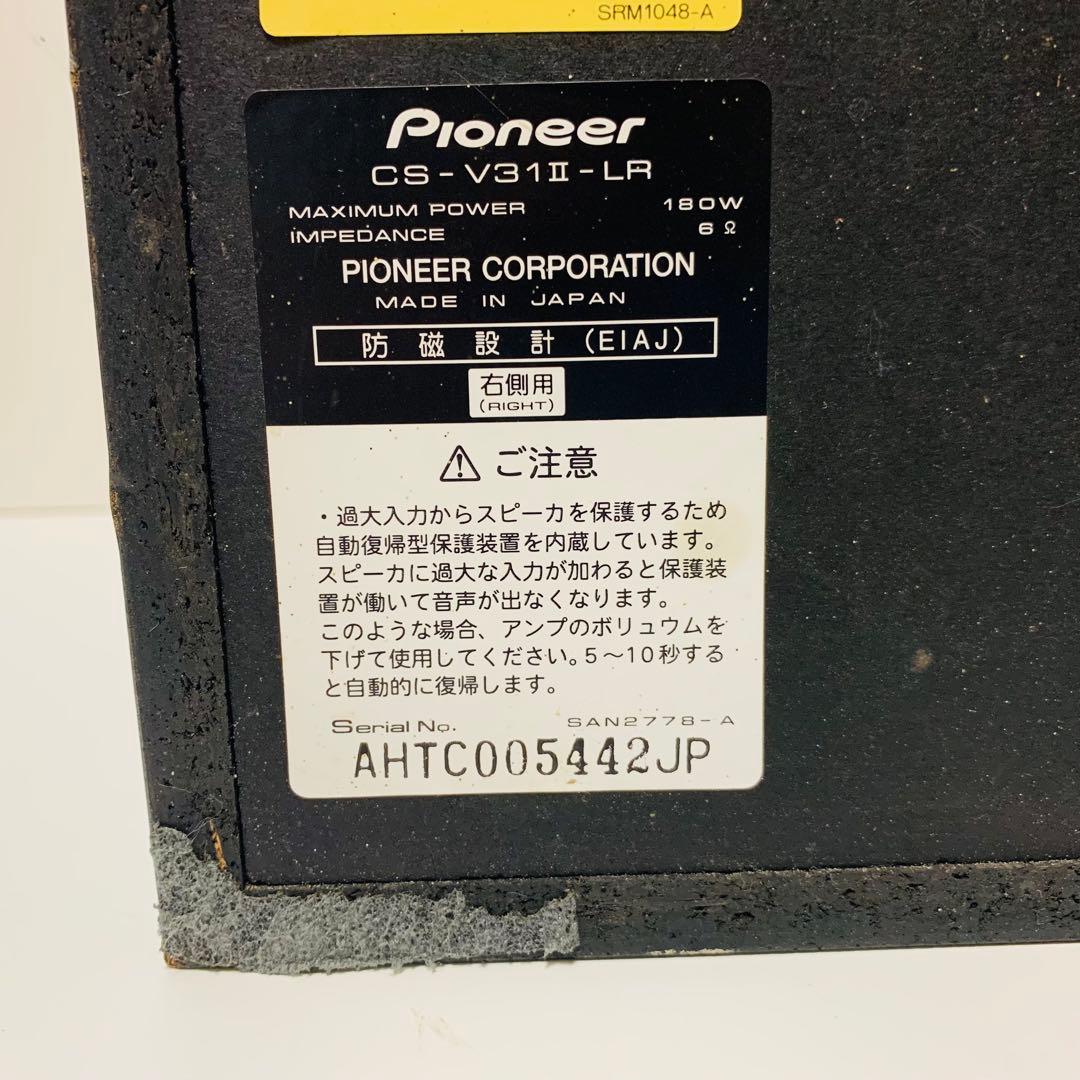 SRM1048-A
Pioneer
CS-V31II-LR
MAXIMUM POWER 180W
IMPEDANCE 6Ω
PIONEER CORPORATION
MADE IN JAPAN
防磁設計(EIAJ)
右側用
(RIGHT)
⚠ ご注意
・過大入力からスピーカを保護するため
自動復帰型保護装置を内蔵しています。
スピーカに過大な入力が加わると保護装
置が働いて音声が出なくなります。
このような場合、アンプのボリュウムを
下げて使用してください。5～10秒する
と自動的に復帰します。
Serial No. SAN2778-A
AHTC005442JP